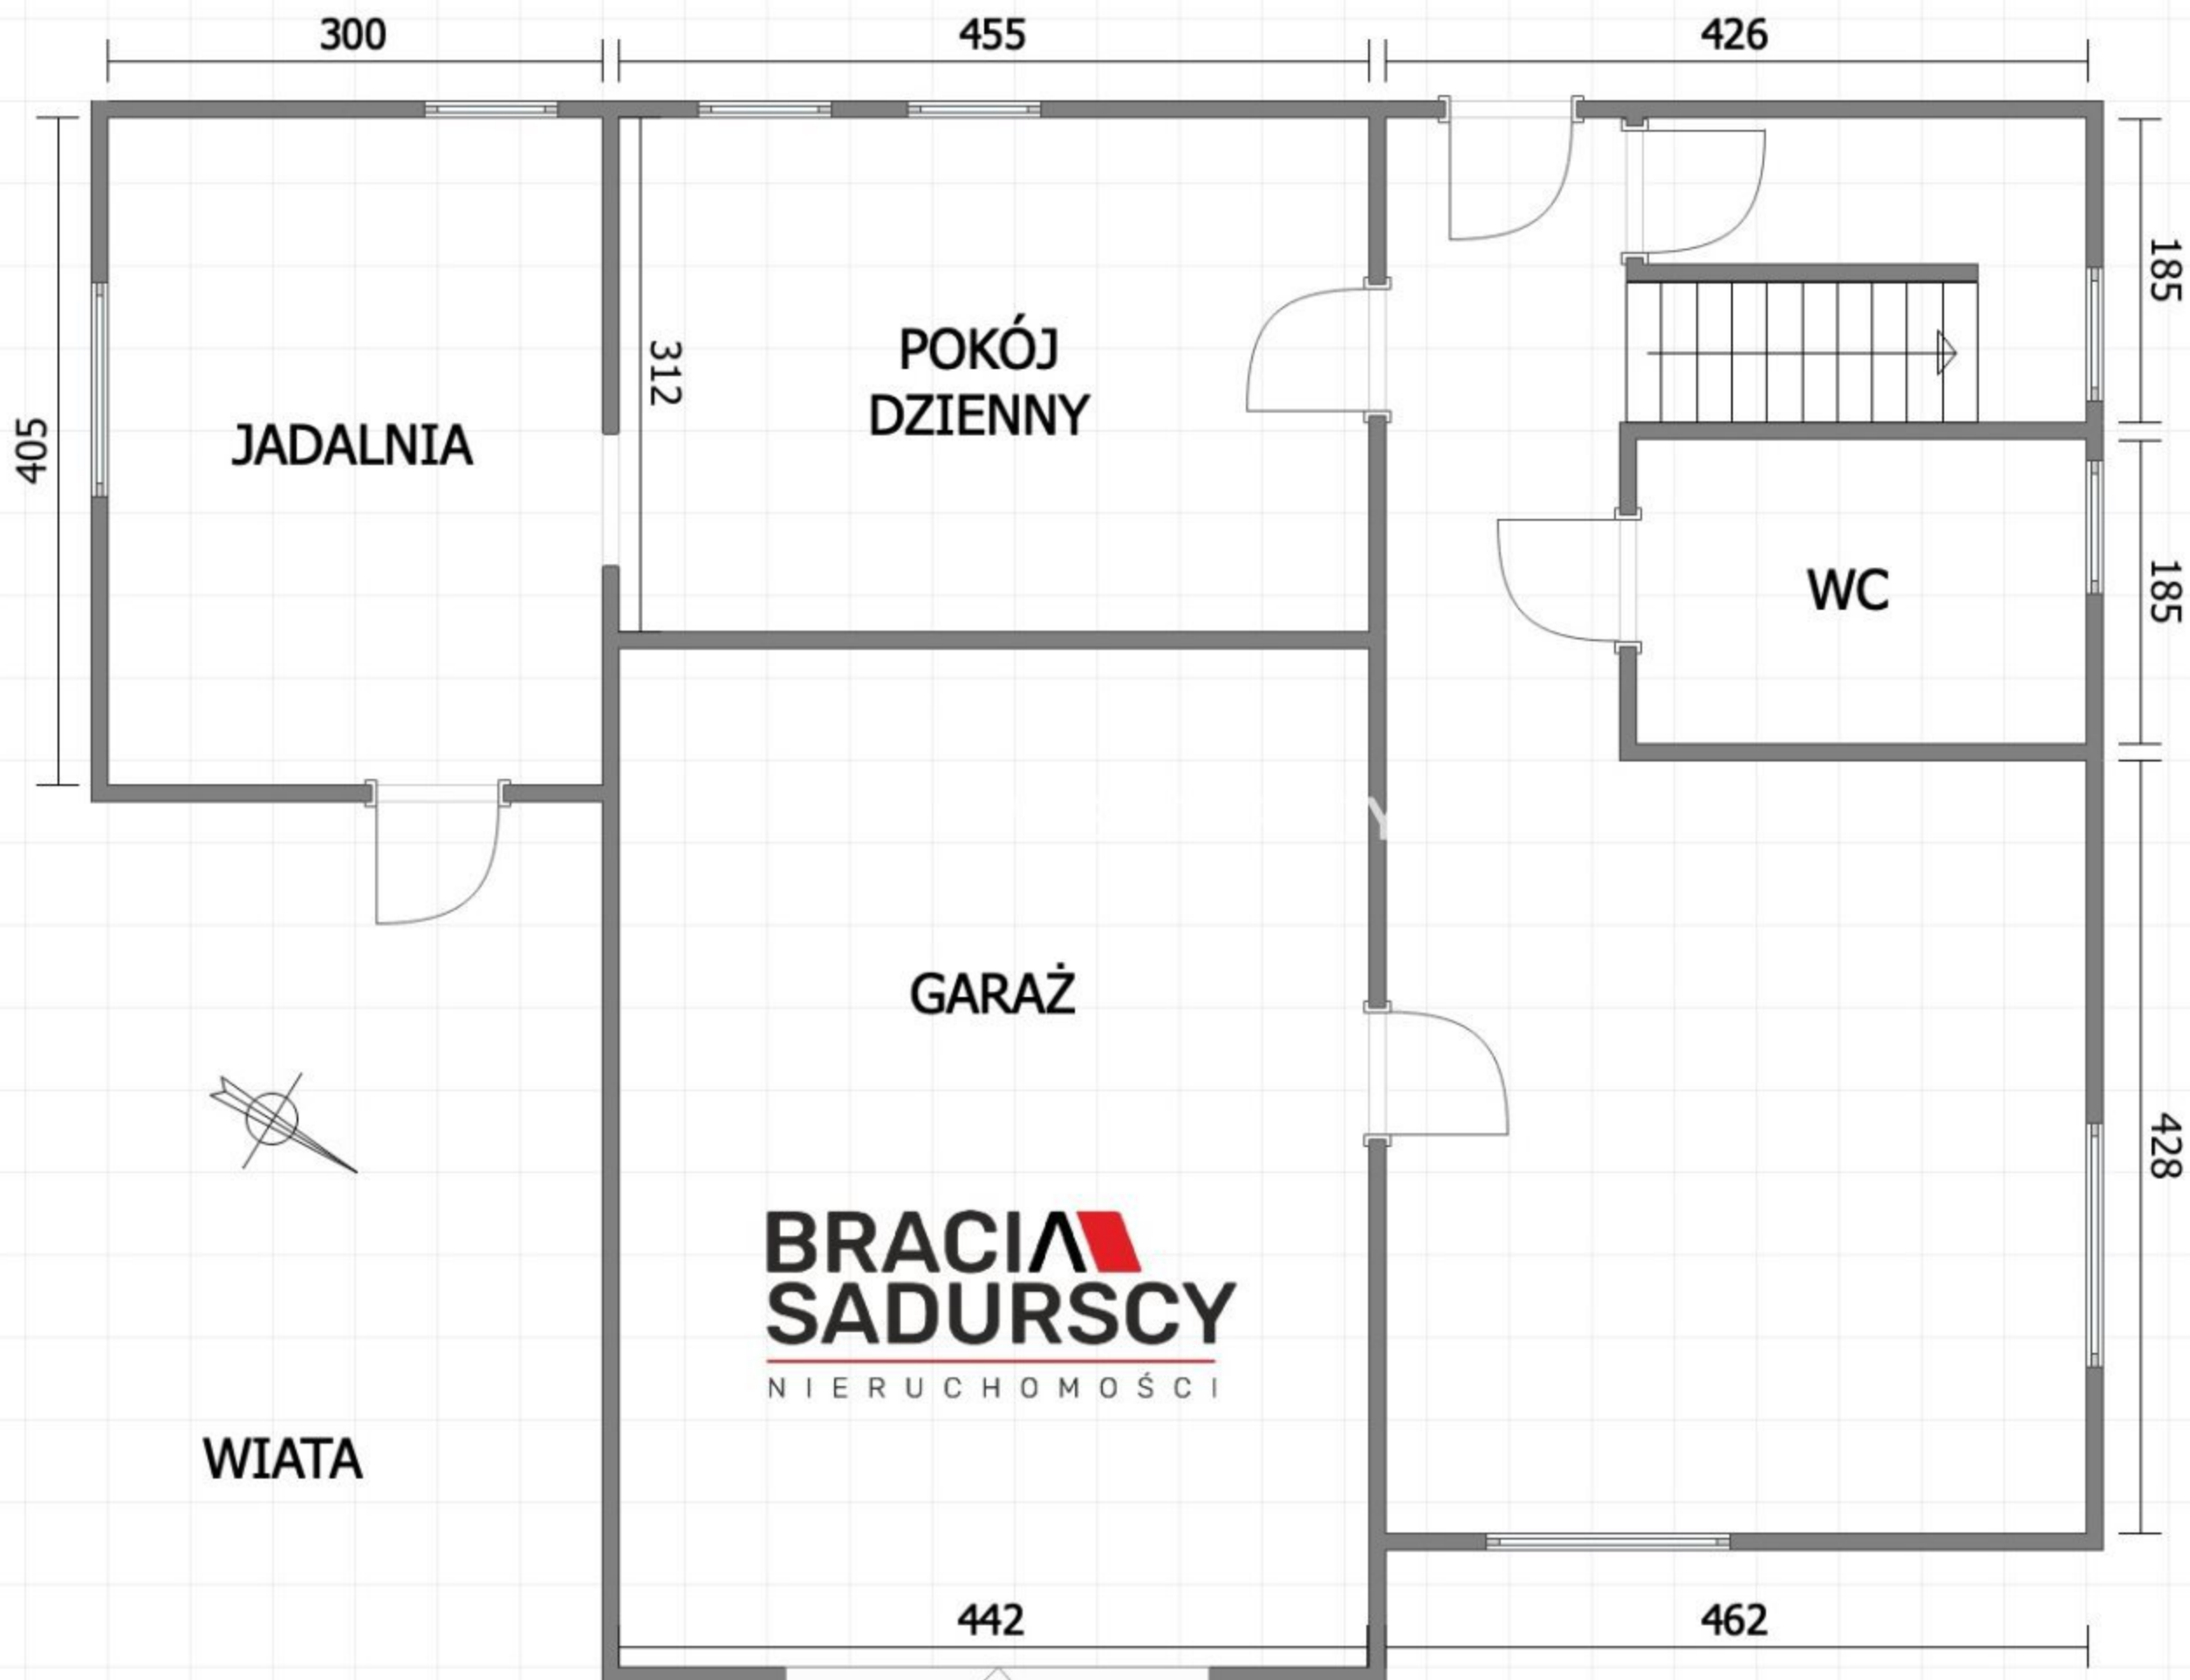 300
455
426
185
312
POKÓJ
DZIENNY
405
JADALNIA
185
WC
GARAŻ
428
BRACIA
SADURSCY
NIERUCHOMOŚCI
WIATA
442
462